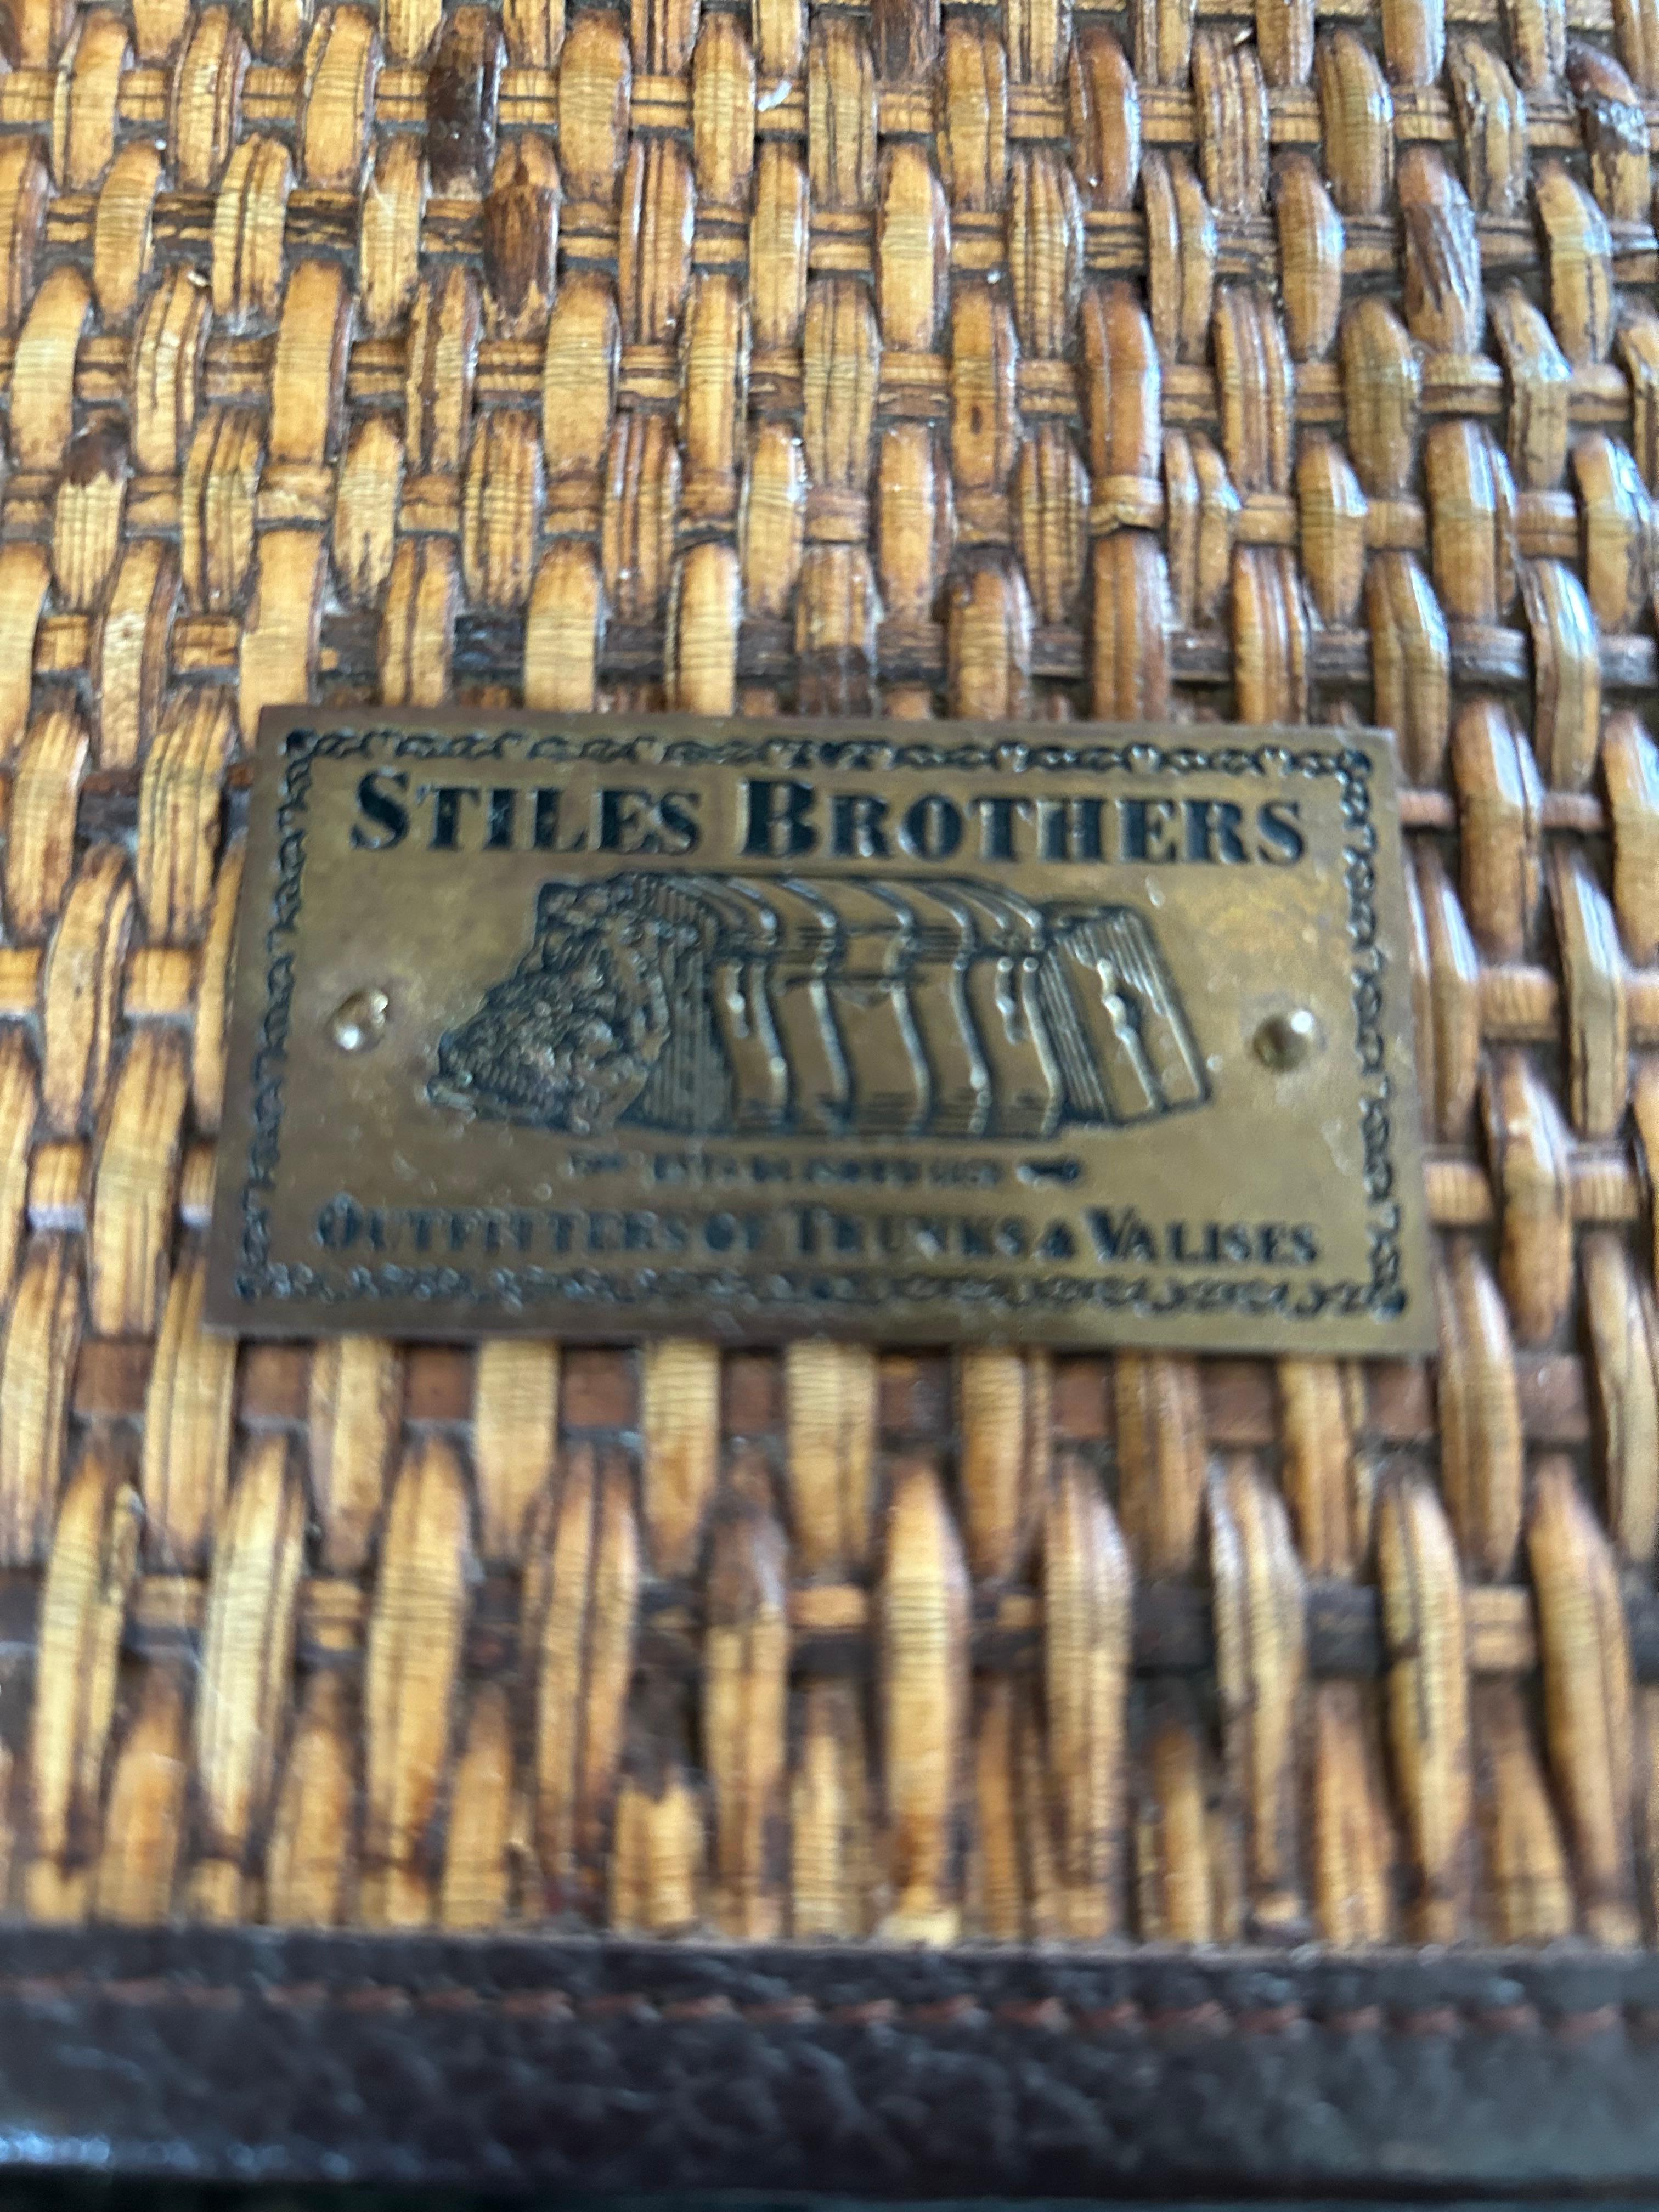 STILES BROTHERS
OUTFITTERS OF TRUNKS & VALISES